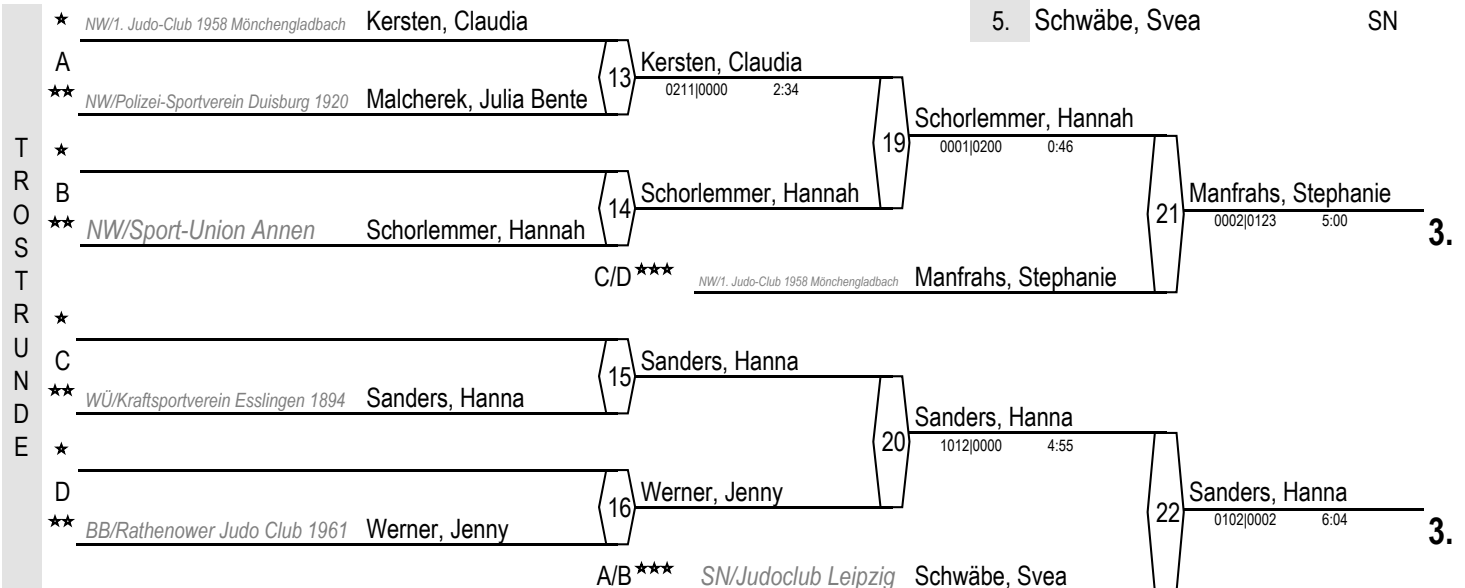 NW/1. Judo-Club 1958 Mönchengladbach Kersten, Claudia
5. Schwäbe, Svea SN
A
13 Kersten, Claudia
0211|0000 2:34
NW/Polizei-Sportverein Duisburg 1920 Malcherek, Julia Bente
TROSTRUNDE
19 Schorlemmer, Hannah
0001|0200 0:46
B
14 Schorlemmer, Hannah
NW/Sport-Union Annen Schorlemmer, Hannah
21 Manfrahs, Stephanie
0002|0123 5:00
3.
C/D NW/1. Judo-Club 1958 Mönchengladbach Manfrahs, Stephanie
C
15 Sanders, Hanna
WÜ/Kraftsportverein Esslingen 1894 Sanders, Hanna
20 Sanders, Hanna
1012|0000 4:55
D
16 Werner, Jenny
BB/Rathenower Judo Club 1961 Werner, Jenny
22 Sanders, Hanna
0102|0002 6:04
3.
A/B SN/Judoclub Leipzig Schwäbe, Svea